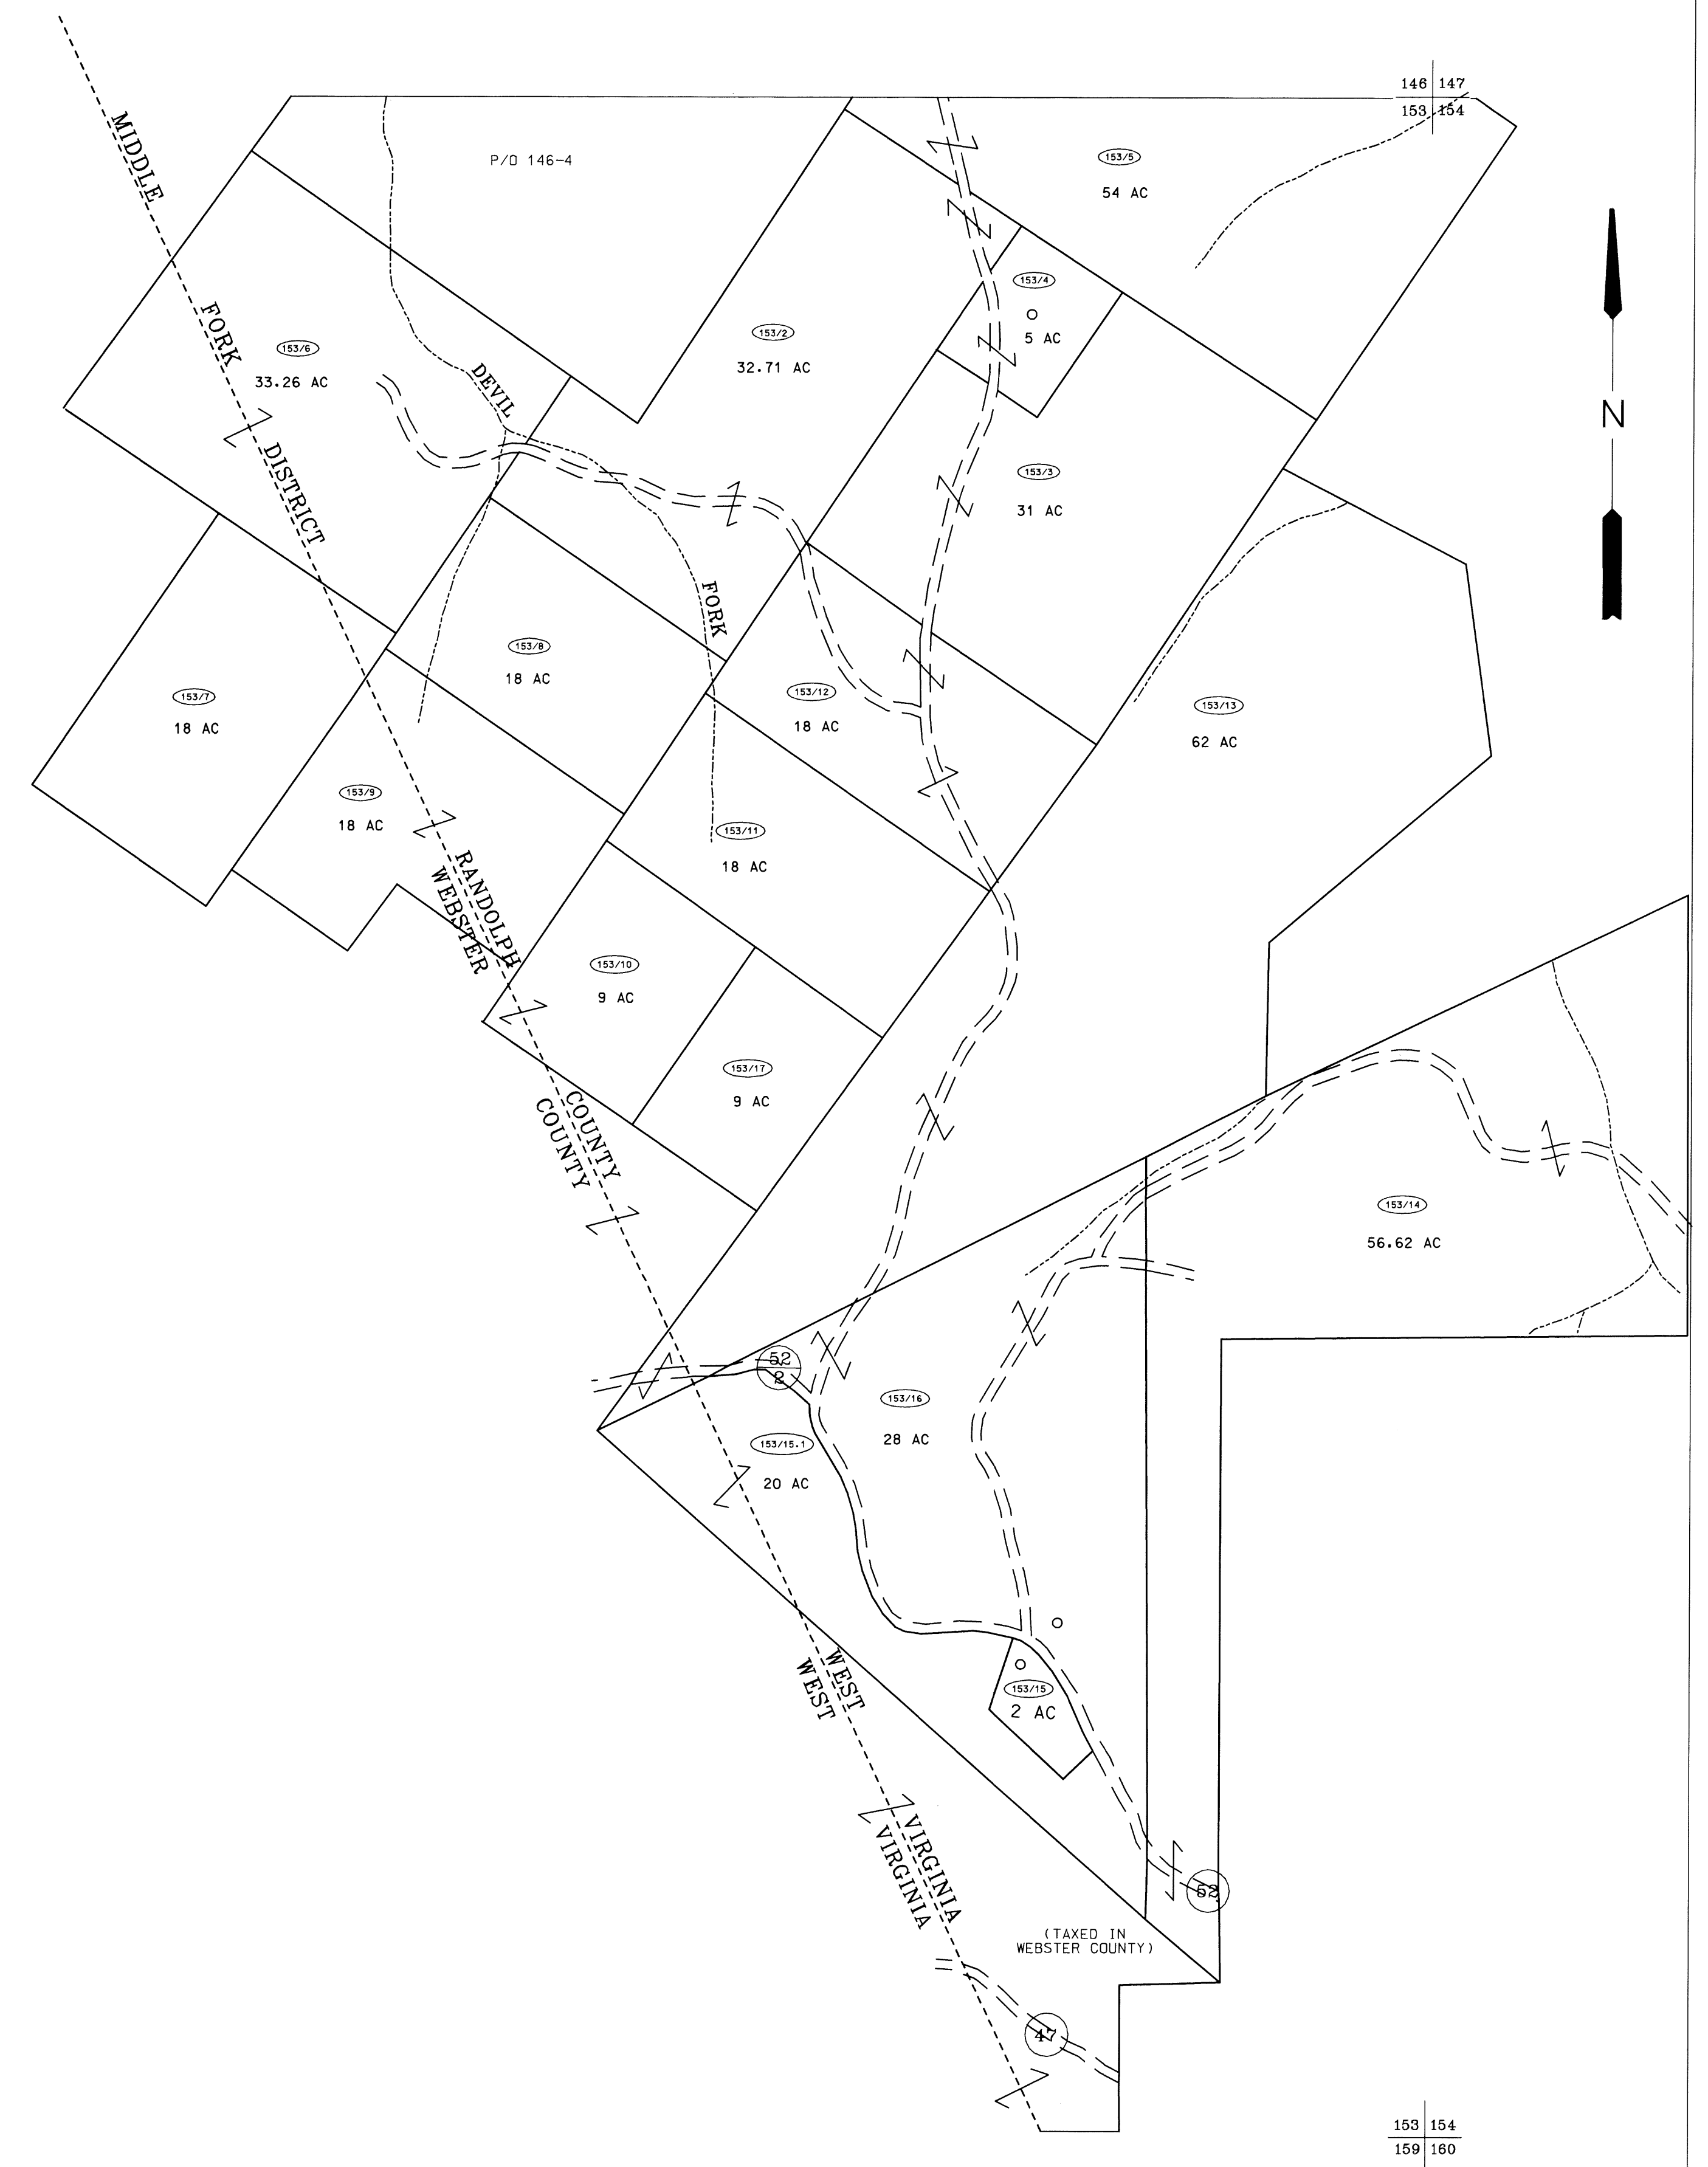 146 147
153 154
MIDDLE FORK DISTRICT
P/O 146-4
153/5
54 AC
153/4
5 AC
153/2
32.71 AC
153/6
33.26 AC
DEVIL FORK
N
153/3
31 AC
153/8
18 AC
153/7
18 AC
153/12
18 AC
153/13
62 AC
153/9
18 AC
153/11
18 AC
RANDOLPH COUNTY
WEBSTER COUNTY
153/10
9 AC
153/17
9 AC
153/14
56.62 AC
52
2
153/16
28 AC
153/15.1
20 AC
153/15
2 AC
WEST VIRGINIA
WEST VIRGINIA
52
(TAXED IN
WEBSTER COUNTY)
47
153 154
159 160